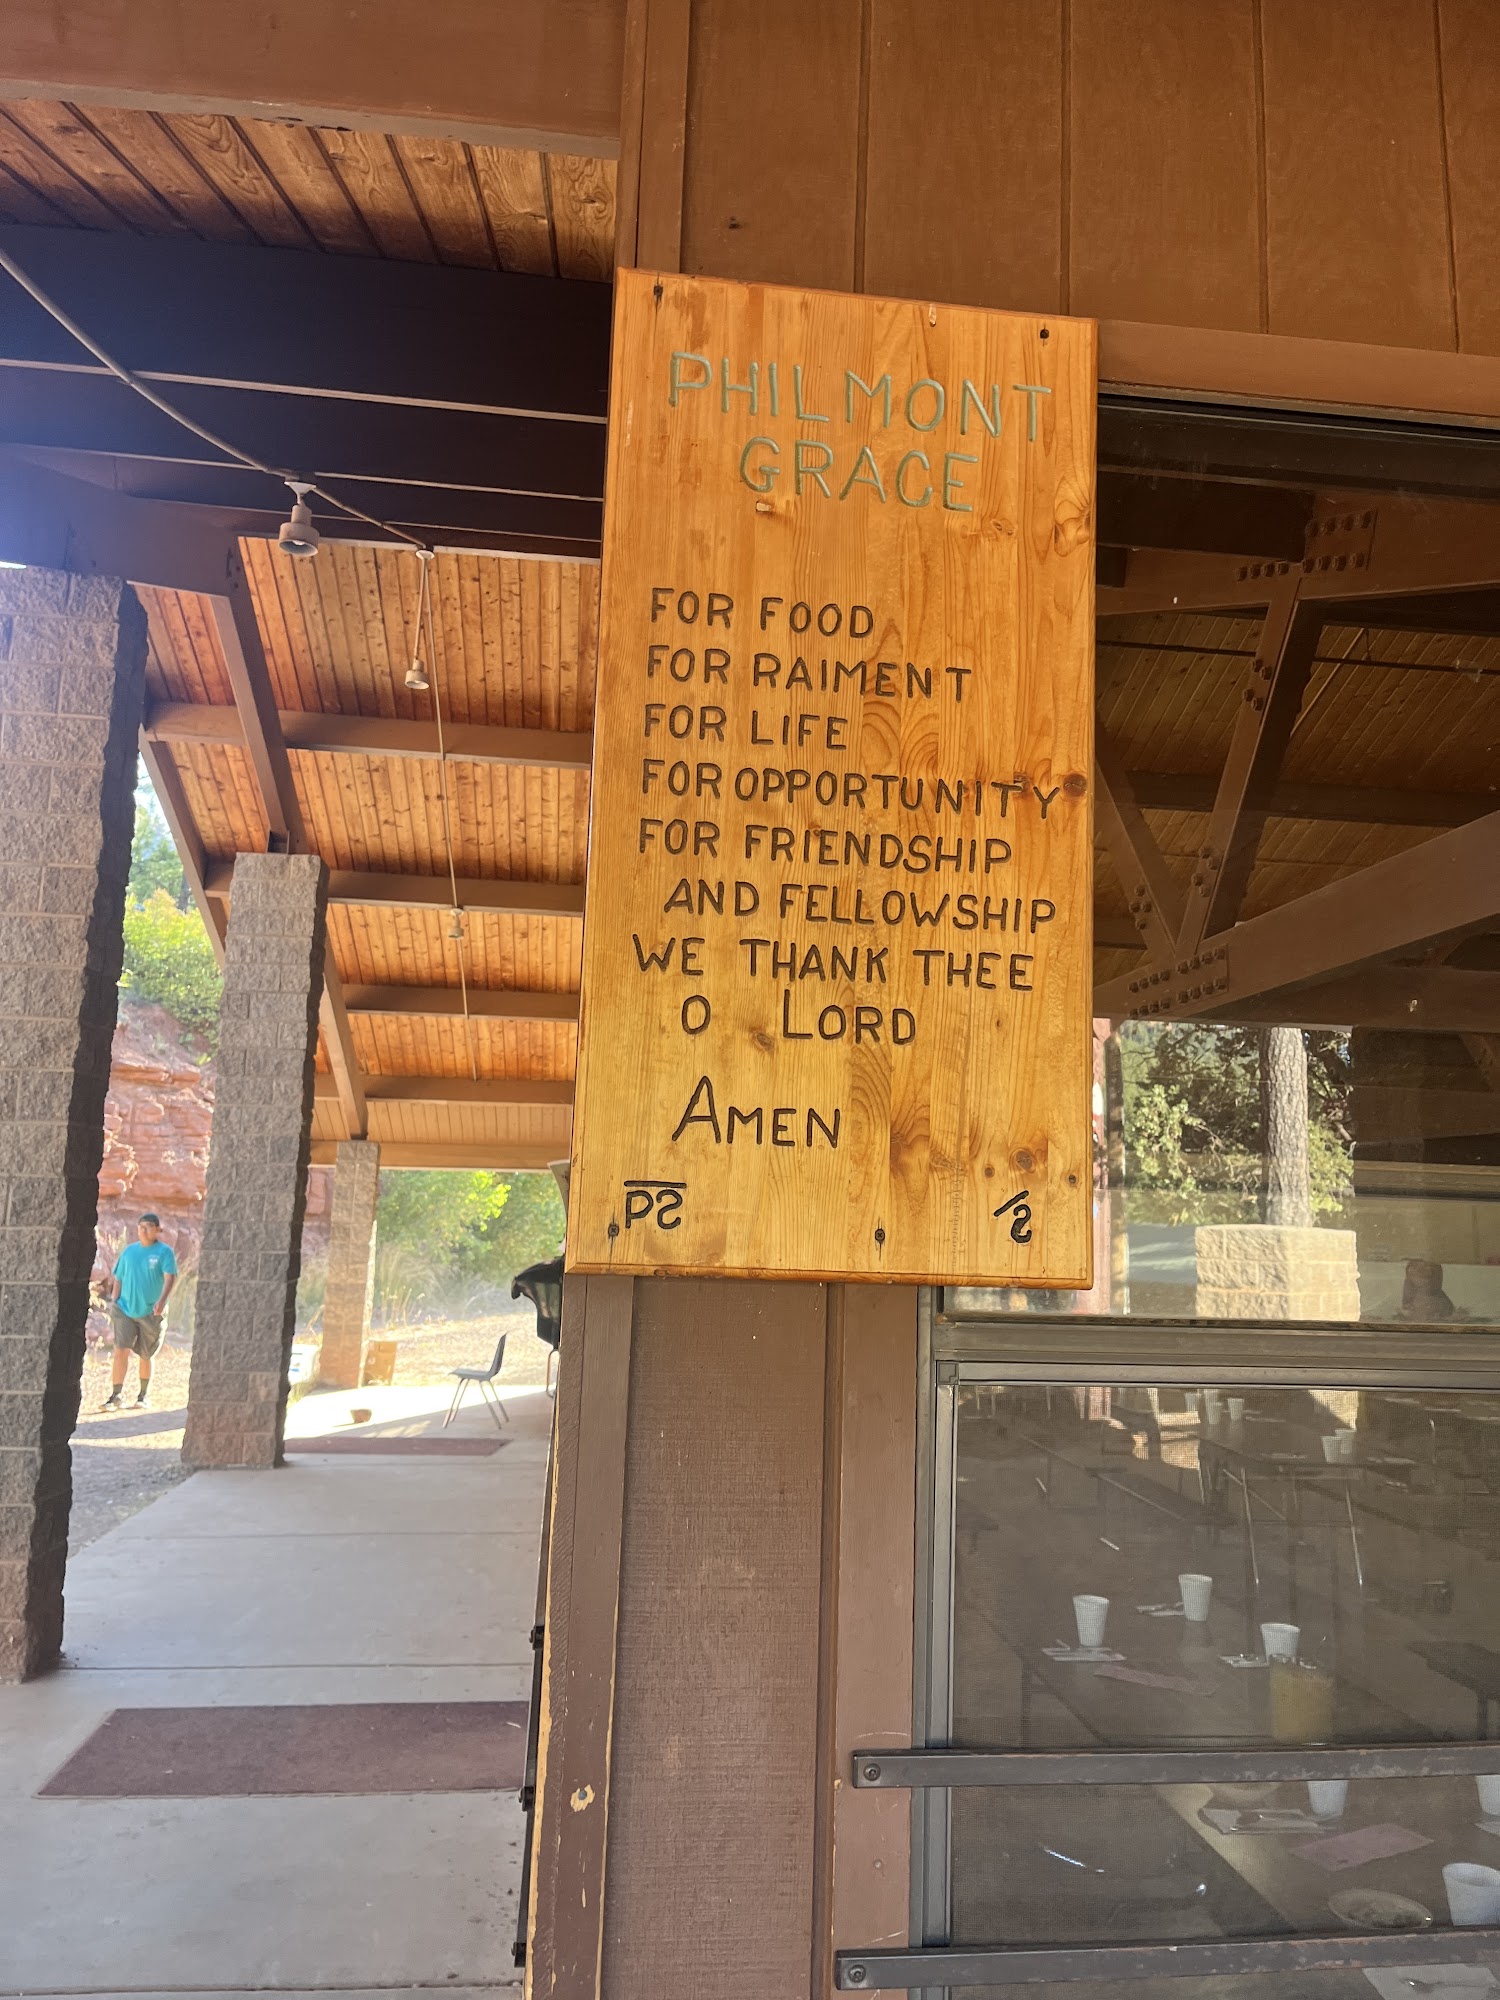 PHILMONT
GRACE
FOR FOOD
FOR RAIMENT
FOR LIFE
FOR OPPORTUNITY
FOR FRIENDSHIP
AND FELLOWSHIP
WE THANK THEE
O LORD
AMEN